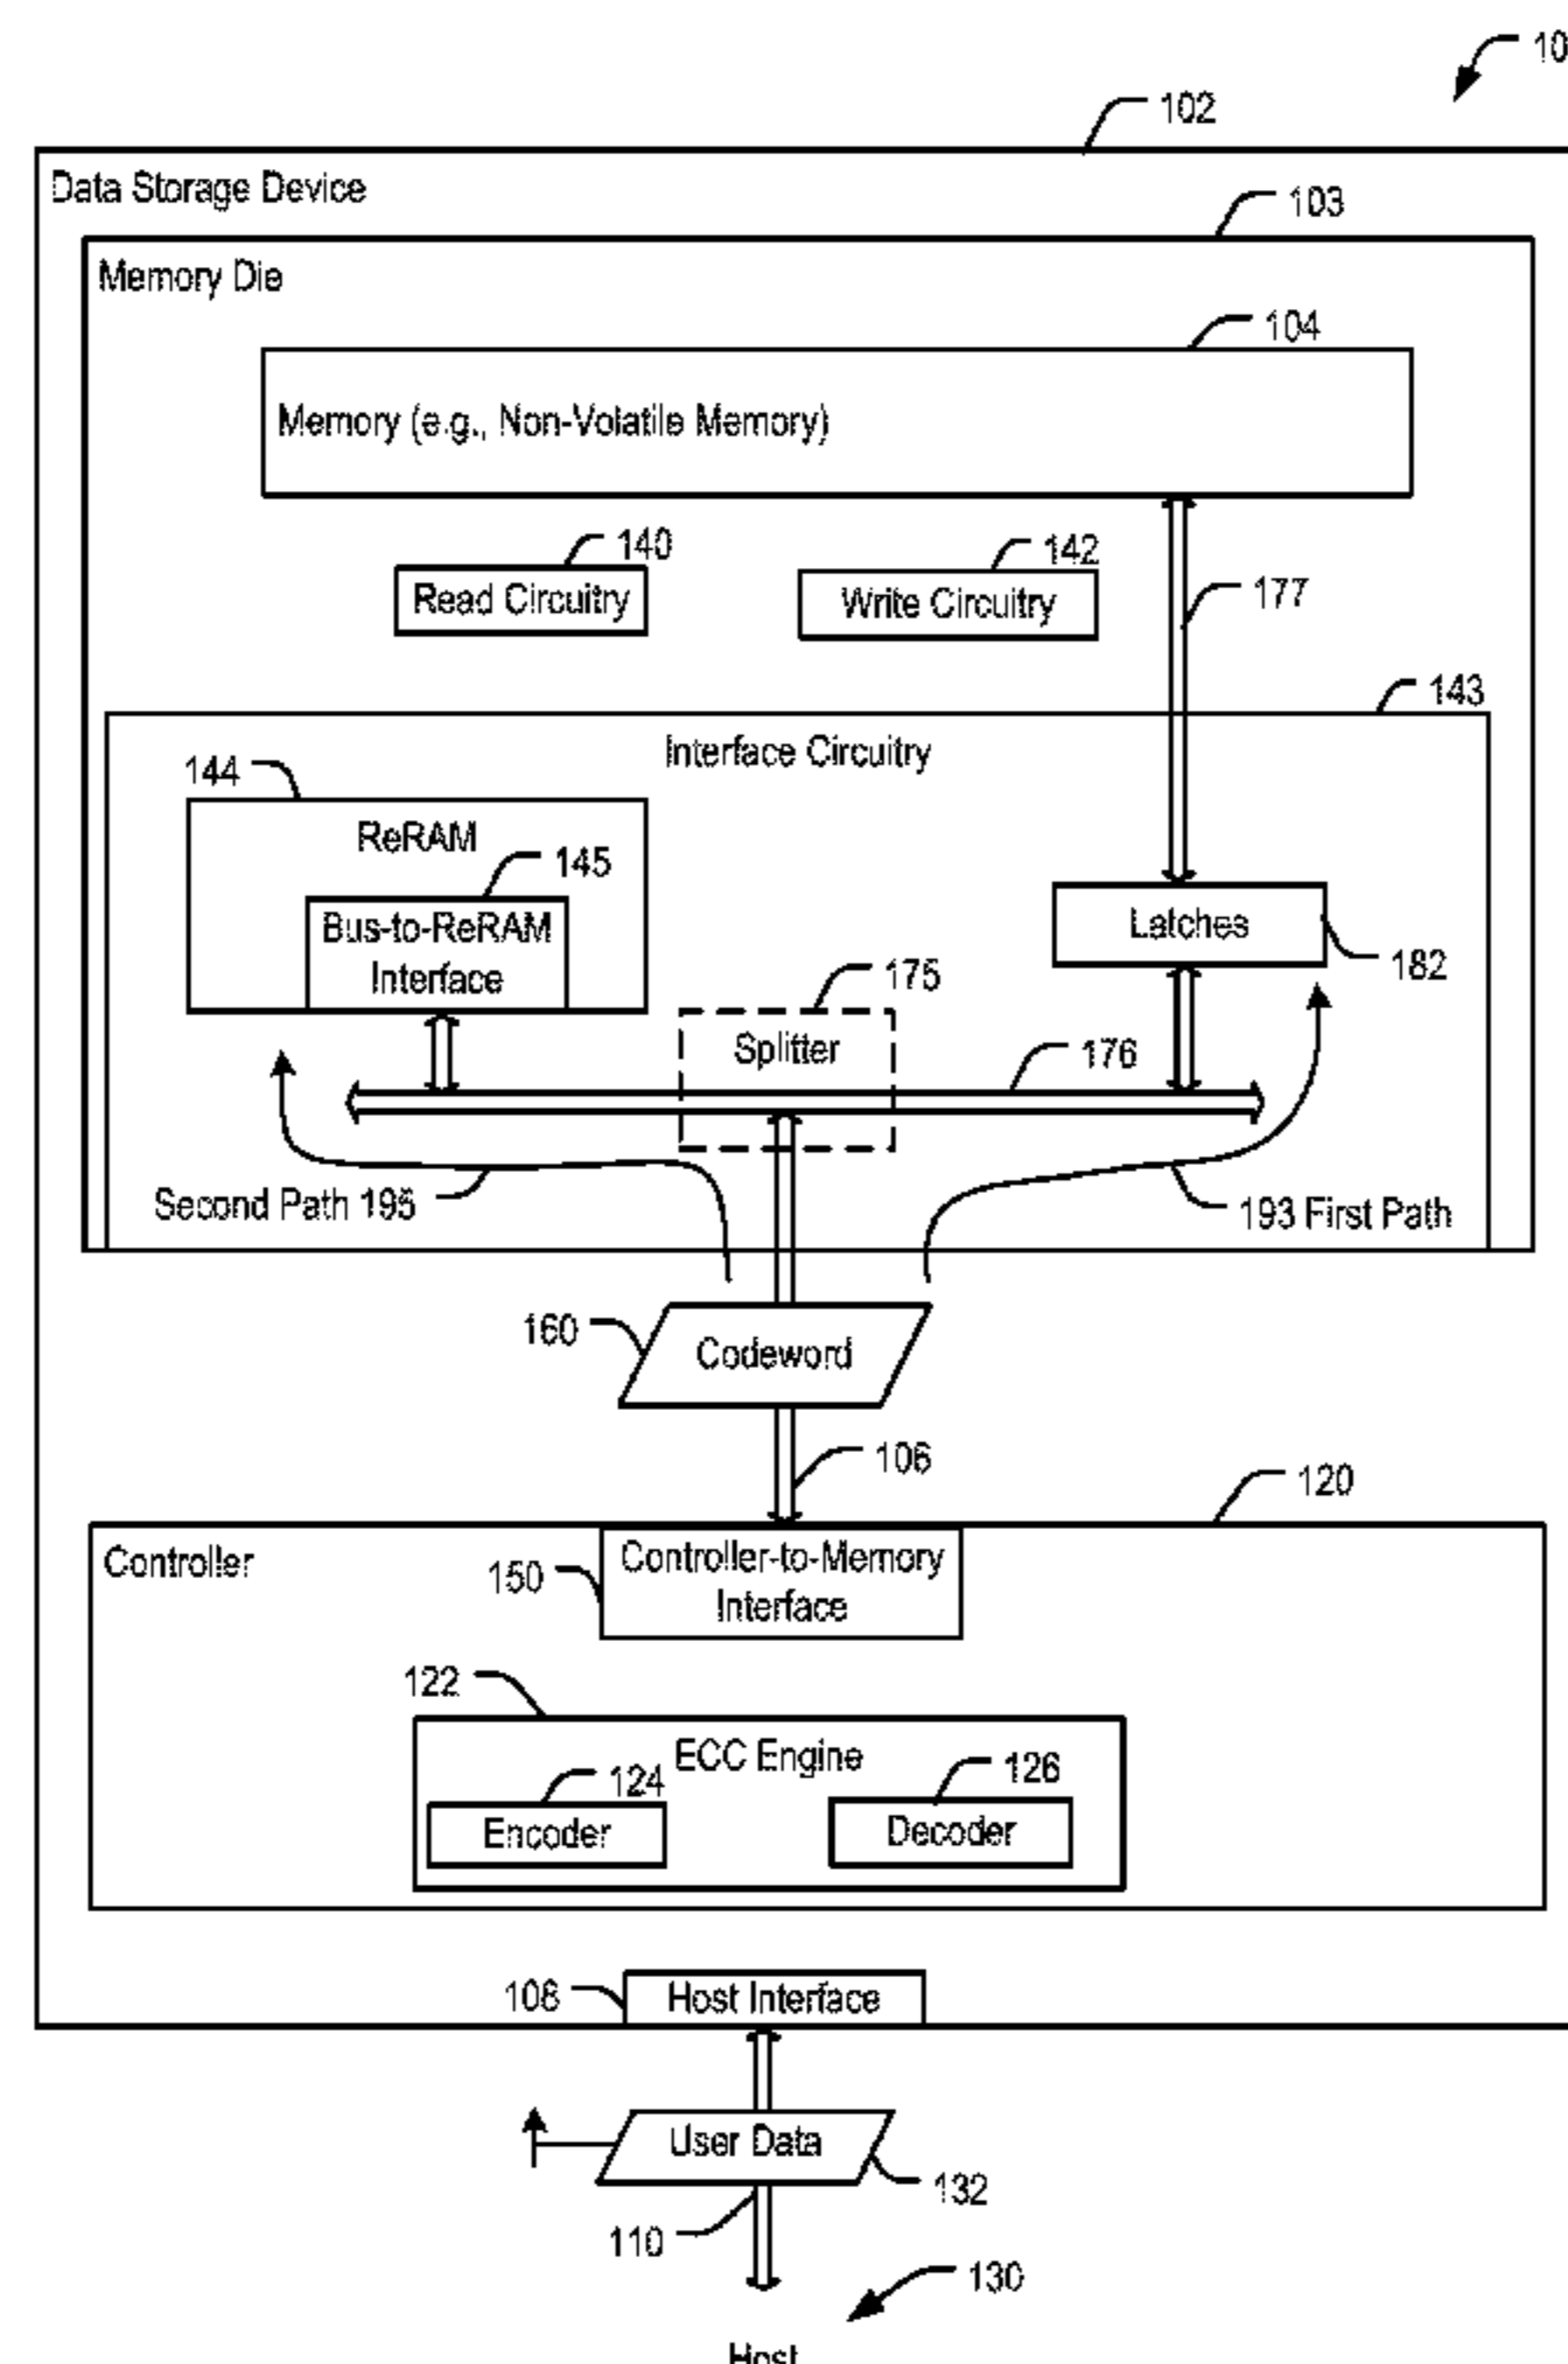 10
102
Data Storage Device
103
Memory Die
104
Memory (e.g., Non-Volatile Memory)
140
Read Circuitry
142
Write Circuitry
177
143
Interface Circuitry
144
ReRAM
145
Bus-to-ReRAM
Interface
Latches
182
175
Splitter
176
Second Path 195
193 First Path
160
Codeword
106
120
Controller
150
Controller-to-Memory
Interface
122
ECC Engine
124
Encoder
126
Decoder
108
Host Interface
User Data
132
110
130
Host